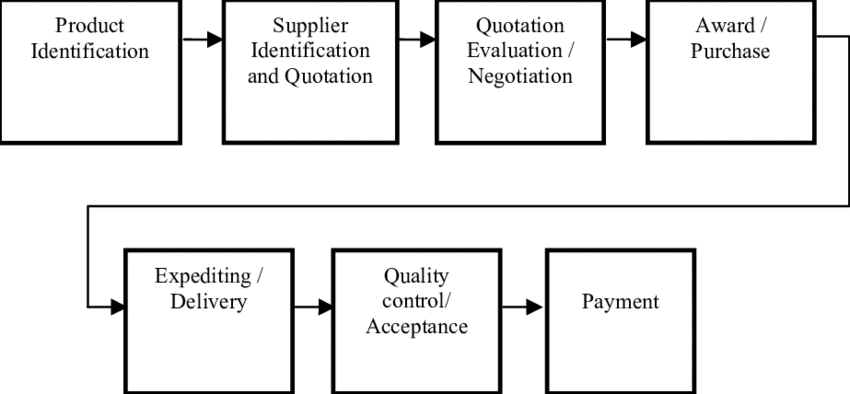 Product
Identification
Supplier
Identification
and Quotation
Quotation
Evaluation /
Negotiation
Award /
Purchase
Expediting /
Delivery
Quality
control/
Acceptance
Payment